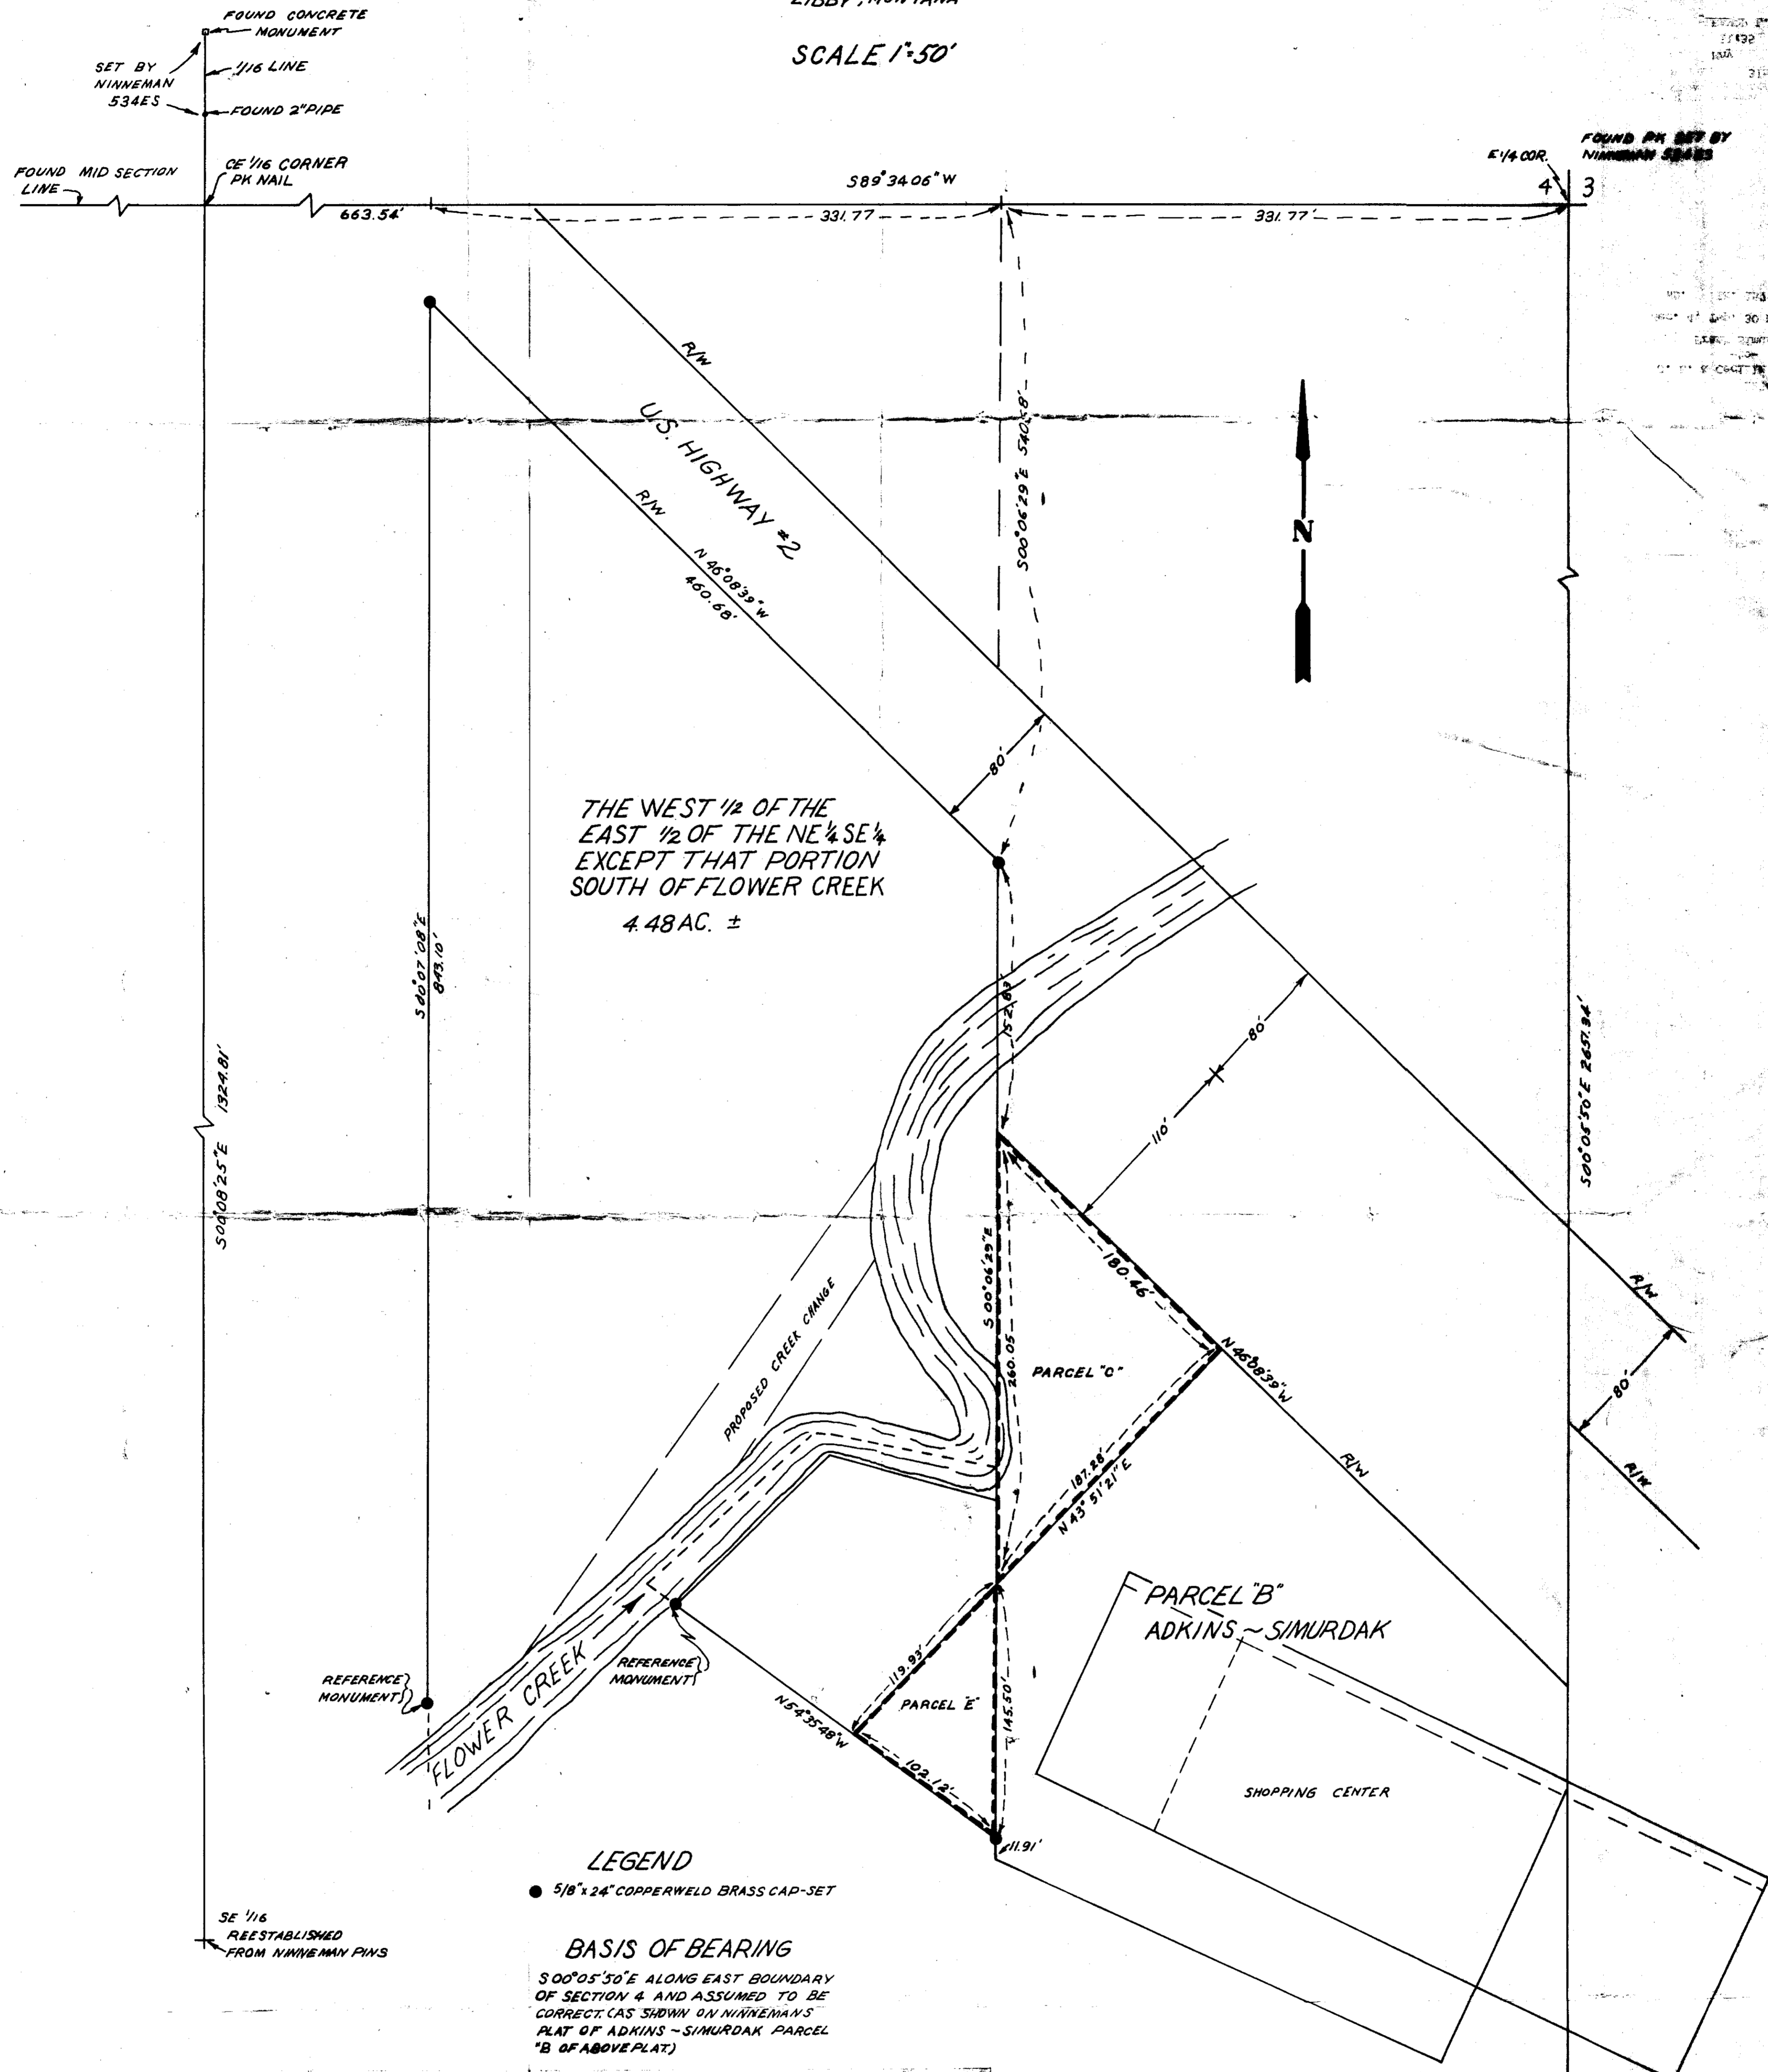 LIBBY, MONTANA
SCALE 1"=50'
FOUND CONCRETE
MONUMENT
SET BY
NINNEMAN
534ES
1/16 LINE
FOUND 2" PIPE
FOUND MID SECTION
LINE
CE 1/16 CORNER
PK NAIL
S89°34'06"W
E 1/4 COR.
FOUND PK SET BY
NINNEMAN 534ES
4 3
663.54'
331.77
331.77'
R/W
U.S. HIGHWAY #2
R/W
N 46°08'39"W
460.68'
S00°06'29"E 540.58'
N
80'
THE WEST 1/2 OF THE
EAST 1/2 OF THE NE 1/4 SE 1/4
EXCEPT THAT PORTION
SOUTH OF FLOWER CREEK
4.48 AC. ±
S00°07'08"E
843.10'
152.83'
80'
110'
S00°05'50"E 2651.34'
S00°08'25"E 1324.81'
S 00°06'29"E
260.05
180.46'
PROPOSED CREEK CHANGE
PARCEL "C"
N46°08'39"W
R/W
R/W
80'
R/W
187.28'
N 43°51'21"E
PARCEL "B"
ADKINS ~ SIMURDAK
REFERENCE
MONUMENT
REFERENCE
MONUMENT
FLOWER CREEK
119.93'
PARCEL "E"
145.50'
N54°35'48"W
102.12'
SHOPPING CENTER
11.91'
LEGEND
5/8" x 24" COPPERWELD BRASS CAP-SET
SE 1/16
REESTABLISHED
FROM NINNEMAN PINS
BASIS OF BEARING
S00°05'50"E ALONG EAST BOUNDARY
OF SECTION 4 AND ASSUMED TO BE
CORRECT. (AS SHOWN ON NINNEMANS
PLAT OF ADKINS ~ SIMURDAK PARCEL
"B OF ABOVE PLAT.)